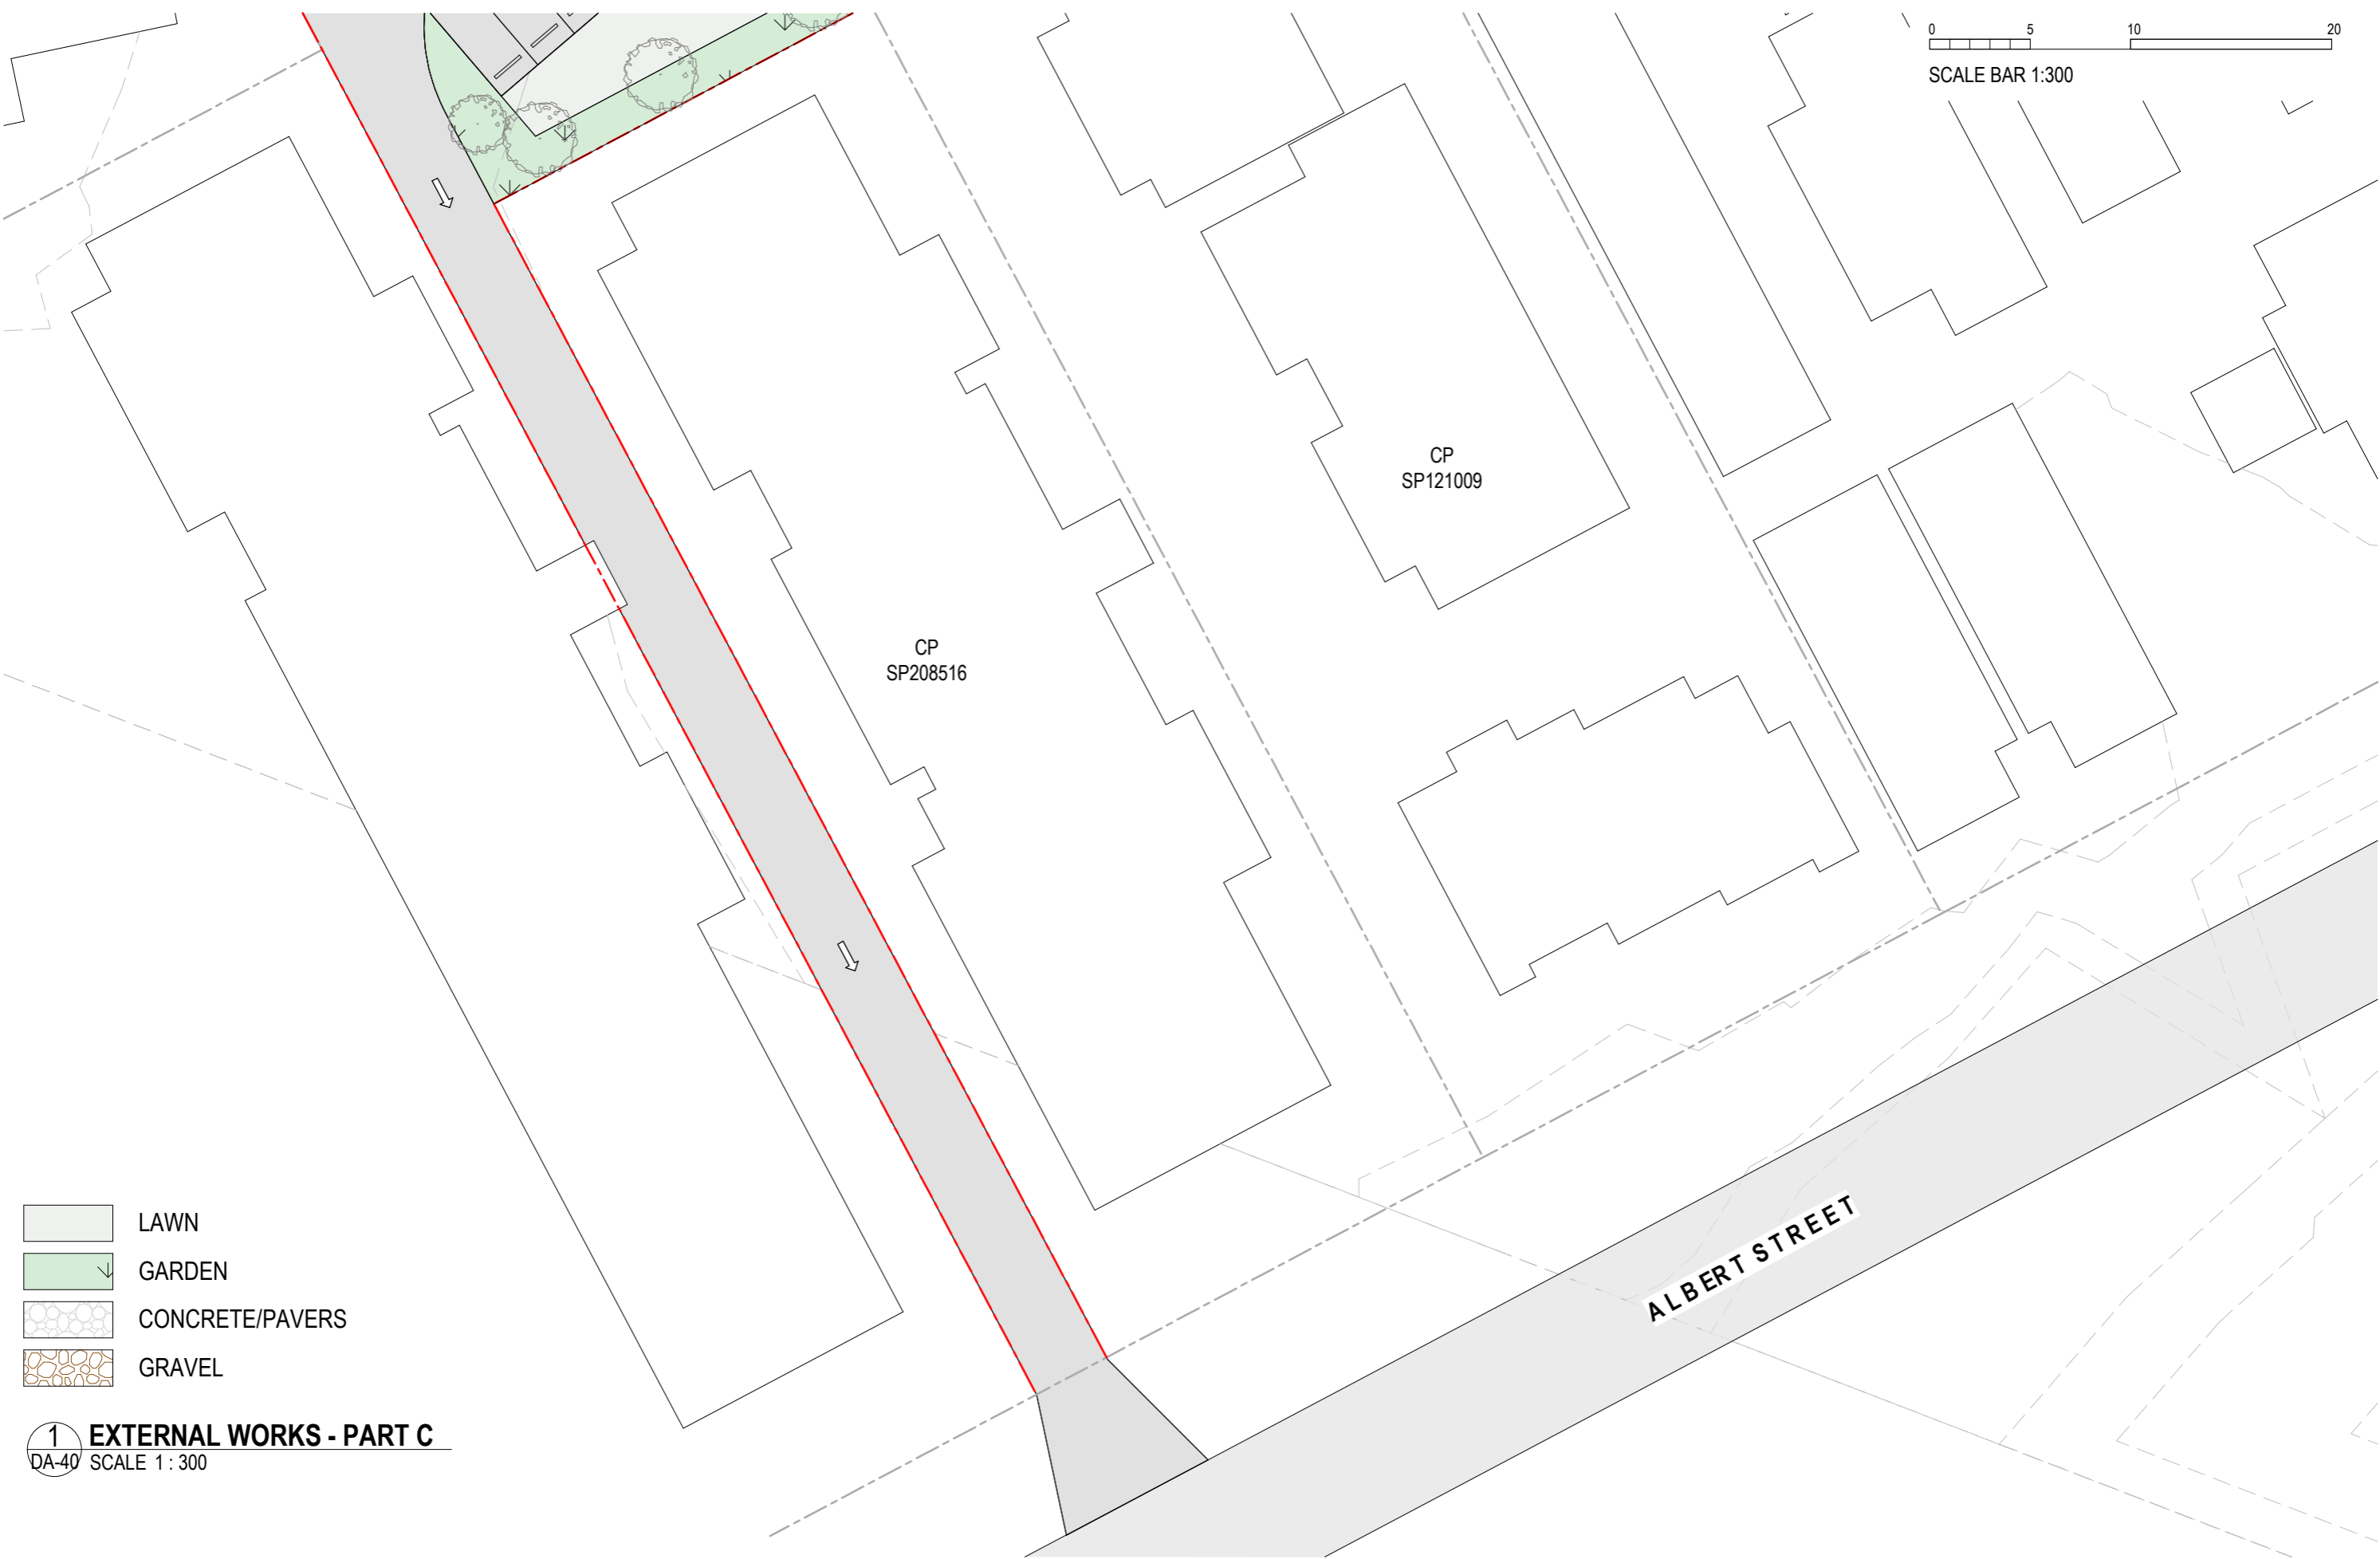 0 5 10 20
SCALE BAR 1:300
CP
SP121009
CP
SP208516
ALBERT STREET
LAWN
GARDEN
CONCRETE/PAVERS
GRAVEL
1 EXTERNAL WORKS - PART C
DA-40 SCALE 1 : 300